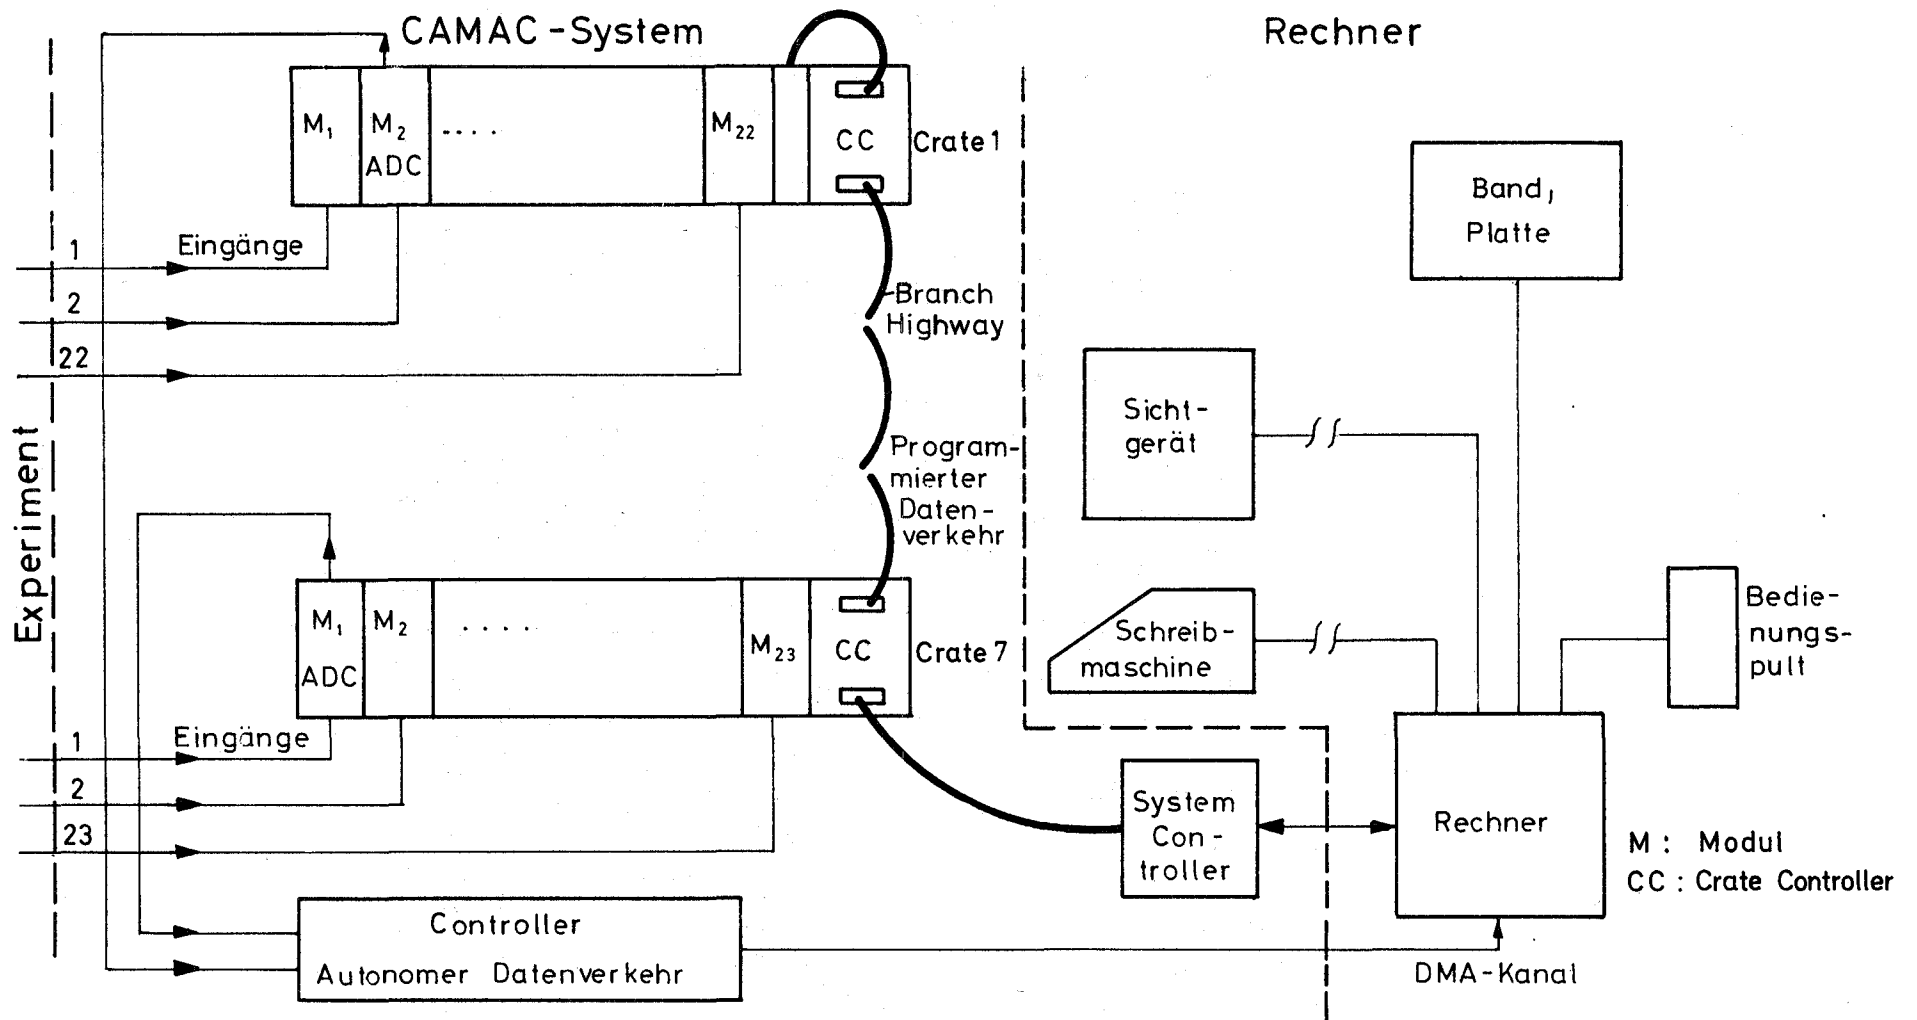 CAMAC-System
Rechner
M1
M2
ADC
....
M22
CC
Crate 1
Band,
Platte
1
Eingänge
2
22
Branch
Highway
Sicht-
gerät
Program-
mierter
Daten-
verkehr
Experiment
M1
ADC
M2
....
M23
CC
Crate 7
Schreib-
maschine
Bedie-
nungs-
pult
1
Eingänge
2
23
System
Con-
troller
Rechner
M: Modul
CC: Crate Controller
Controller
Autonomer Datenverkehr
DMA-Kanal